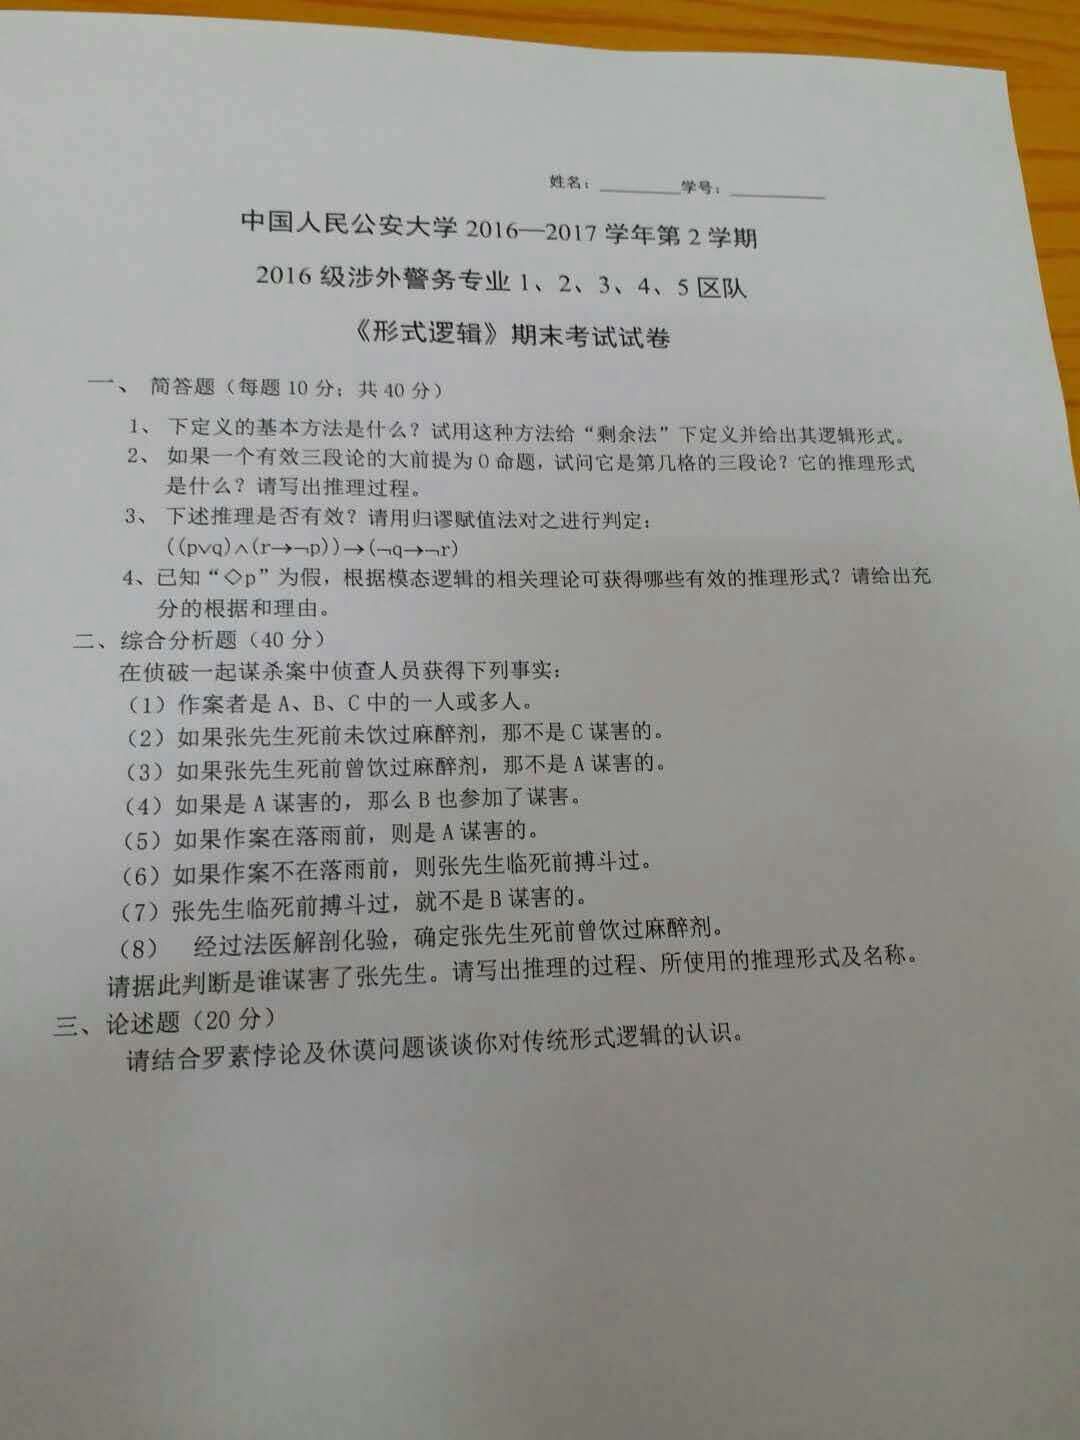 姓名：________学号：________
中国人民公安大学 2016—2017 学年第 2 学期
2016 级涉外警务专业 1、2、3、4、5 区队
《形式逻辑》期末考试试卷
一、 简答题（每题 10 分；共 40 分）
1、 下定义的基本方法是什么？试用这种方法给“剩余法”下定义并给出其逻辑形式。
2、 如果一个有效三段论的大前提为 O 命题，试问它是第几格的三段论？它的推理形式
是什么？请写出推理过程。
3、 下述推理是否有效？请用归谬赋值法对之进行判定：
((p∨q)∧(r→¬p))→(¬q→¬r)
4、已知“◇p”为假，根据模态逻辑的相关理论可获得哪些有效的推理形式？请给出充
分的根据和理由。
二、综合分析题（40 分）
在侦破一起谋杀案中侦查人员获得下列事实：
（1）作案者是 A、B、C 中的一人或多人。
（2）如果张先生死前未饮过麻醉剂，那不是 C 谋害的。
（3）如果张先生死前曾饮过麻醉剂，那不是 A 谋害的。
（4）如果是 A 谋害的，那么 B 也参加了谋害。
（5）如果作案在落雨前，则是 A 谋害的。
（6）如果作案不在落雨前，则张先生临死前搏斗过。
（7）张先生临死前搏斗过，就不是 B 谋害的。
（8） 经过法医解剖化验，确定张先生死前曾饮过麻醉剂。
请据此判断是谁谋害了张先生。请写出推理的过程、所使用的推理形式及名称。
三、论述题（20 分）
请结合罗素悖论及休谟问题谈谈你对传统形式逻辑的认识。